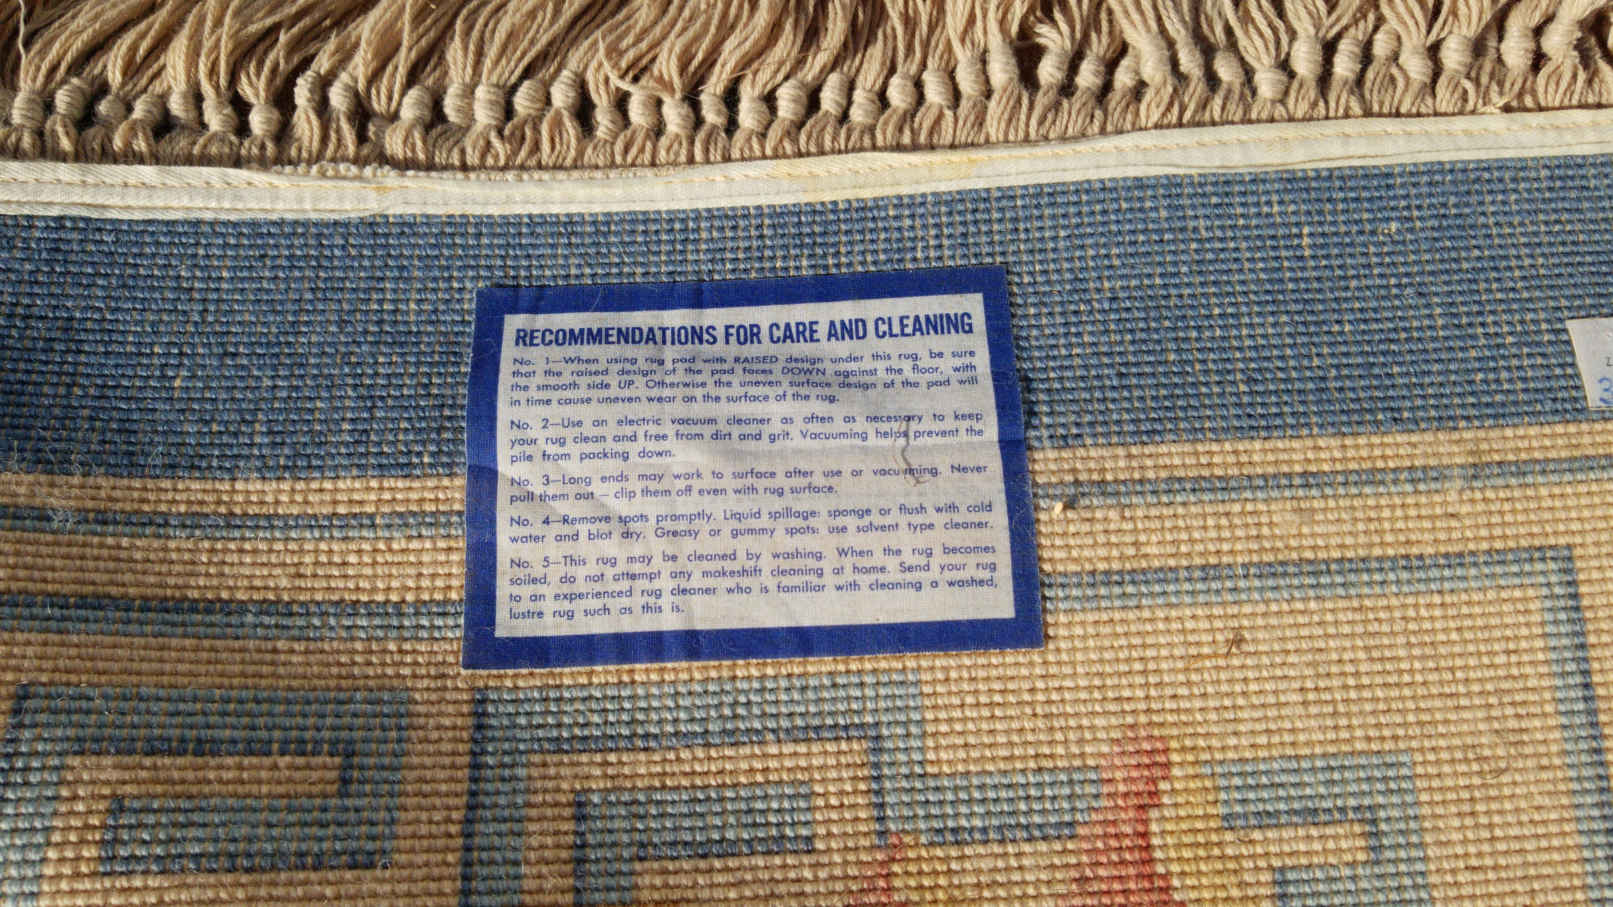 RECOMMENDATIONS FOR CARE AND CLEANING
No. 1—When using rug pad with RAISED design under this rug, be sure
that the raised design of the pad faces DOWN against the floor, with
the smooth side UP. Otherwise the uneven surface design of the pad will
in time cause uneven wear on the surface of the rug.
No. 2—Use an electric vacuum cleaner as often as necessary to keep
your rug clean and free from dirt and grit. Vacuuming helps prevent the
pile from packing down.
No. 3—Long ends may work to surface after use or vacuuming. Never
pull them out — clip them off even with rug surface.
No. 4—Remove spots promptly. Liquid spillage: sponge or flush with cold
water and blot dry. Greasy or gummy spots: use solvent type cleaner.
No. 5—This rug may be cleaned by washing. When the rug becomes
soiled, do not attempt any makeshift cleaning at home. Send your rug
to an experienced rug cleaner who is familiar with cleaning a washed,
lustre rug such as this is.